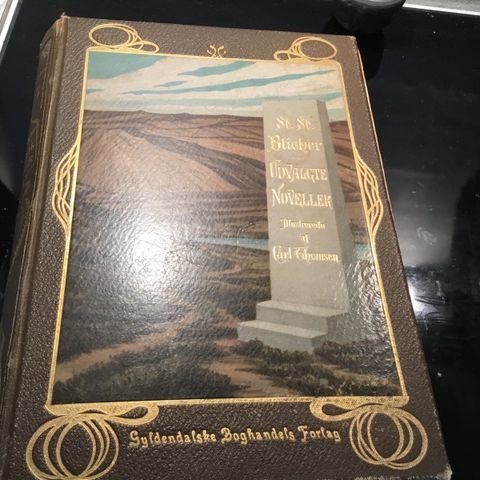 St. St.
Blicher
Udvalgte
Noveller
Illustrerede
af
Carl Thomsen
Gyldendalske Boghandels Forlag